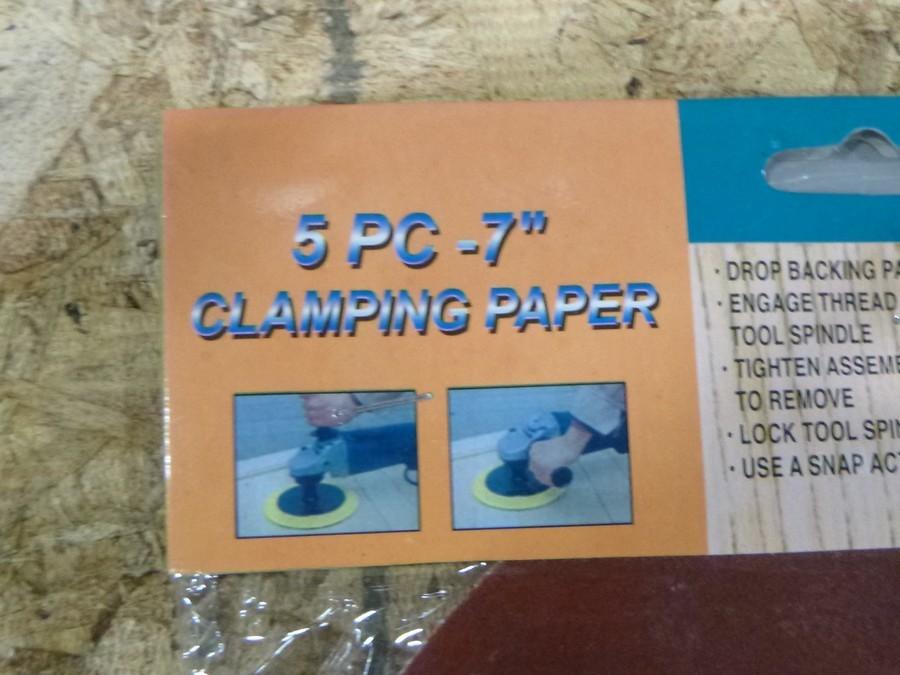 5 PC -7"
CLAMPING PAPER
· DROP BACKING
· ENGAGE THREAD
TOOL SPINDLE
· TIGHTEN
TO REMOVE
· LOCK TOOL
· USE A SNAP